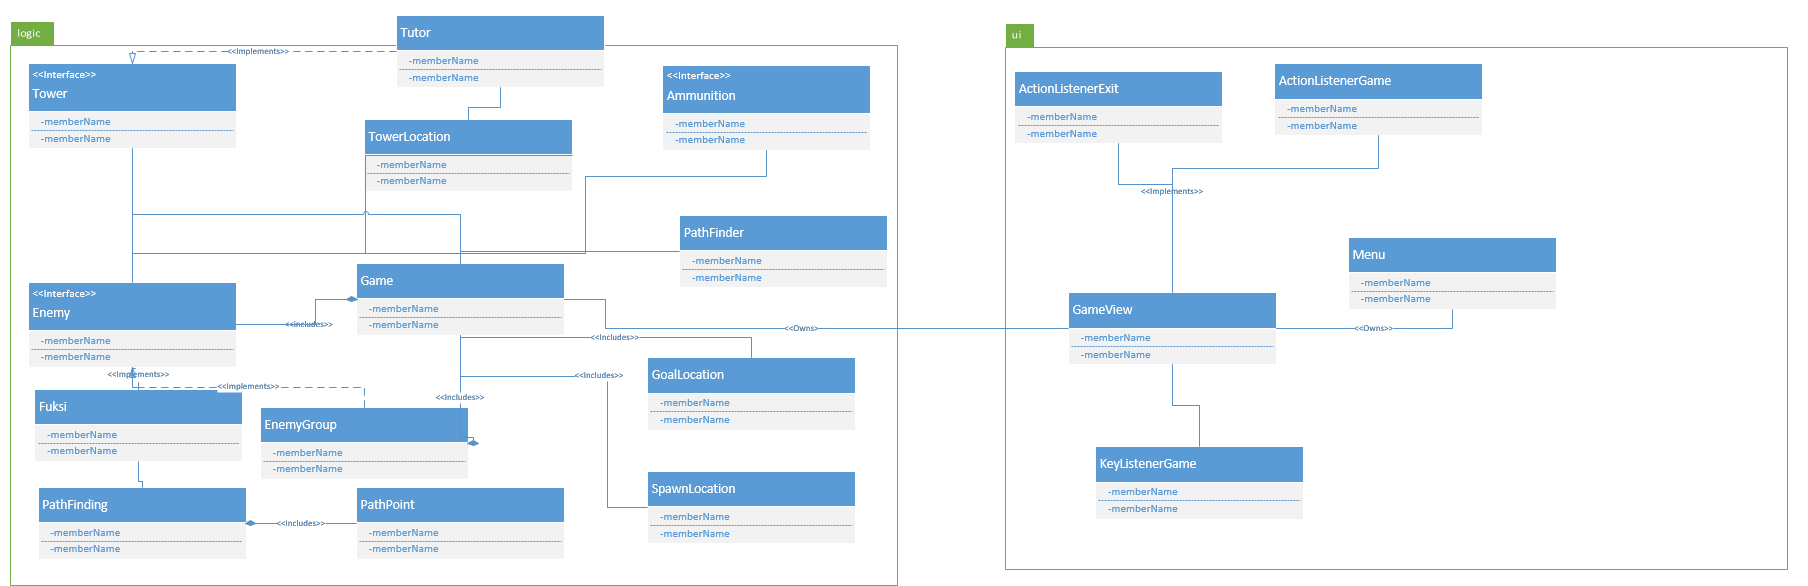 logic
Tutor
-memberName
-memberName
<<Implements>>
<<Interface>>
Tower
-memberName
-memberName
<<Interface>>
Ammunition
-memberName
-memberName
TowerLocation
-memberName
-memberName
PathFinder
-memberName
-memberName
Game
-memberName
-memberName
<<Interface>>
Enemy
-memberName
-memberName
<<includes>>
<<Owns>
<<Includes>>
<<Includes>>
<<Includes>>
<<Implements>>
<<Implements>>
GoalLocation
-memberName
-memberName
Fuksi
-memberName
-memberName
EnemyGroup
-memberName
-memberName
SpawnLocation
-memberName
-memberName
PathFinding
-memberName
-memberName
<<Includes>>
PathPoint
-memberName
-memberName
ui
ActionListenerExit
-memberName
-memberName
ActionListenerGame
-memberName
-memberName
<<Implements>>
Menu
-memberName
-memberName
GameView
-memberName
-memberName
<<Owns>>
KeyListenerGame
-memberName
-memberName